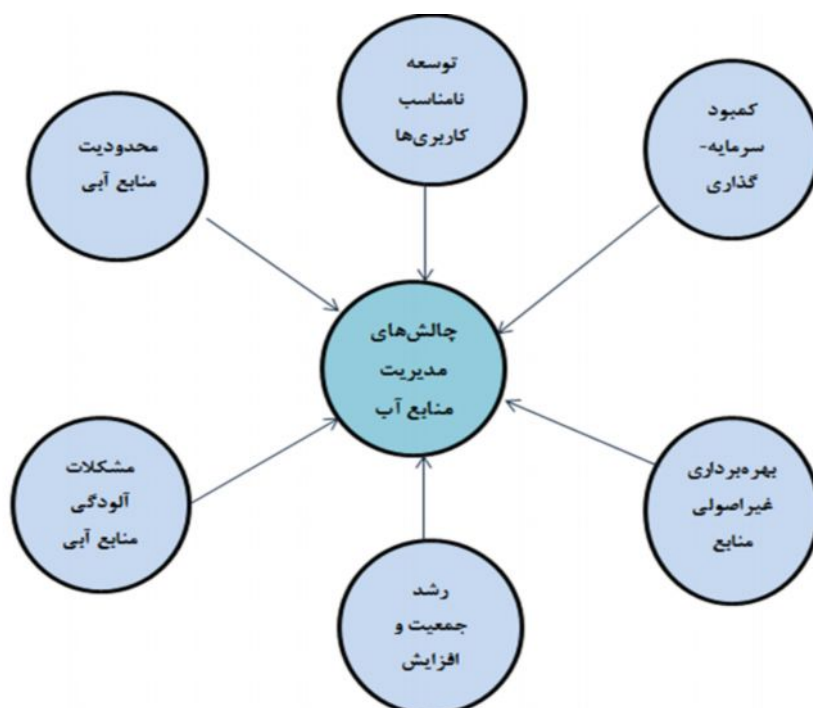 توسعه
نامناسب
کاربری‌ها
کمبود
سرمایه-
گذاری
محدودیت
منابع آبی
چالش‌های
مدیریت
منابع آب
بهره‌برداری
غیراصولی
منابع
مشکلات
آلودگی
منابع آبی
رشد
جمعیت و
افزایش